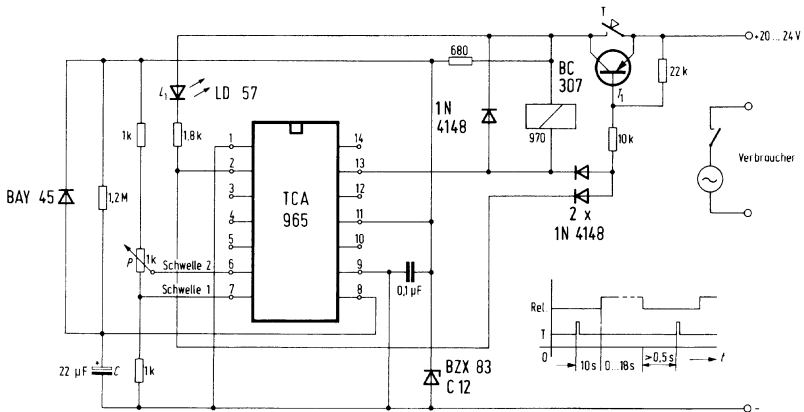 T
+20...24V
680
BC
307
T1
22k
LD 57
1N
4148
970
10k
1k
1,8k
1
14
2
13
Verbraucher
BAY 45
1,2M
3
TCA
965
12
4
11
2 x
1N 4148
5
10
P
1k
Schwelle 2
6
9
Schwelle 1
7
8
0,1 µF
Rel.
T
0
10s
0...18s
>0,5s
t
22 µF
+
C
1k
BZX 83
C 12
-